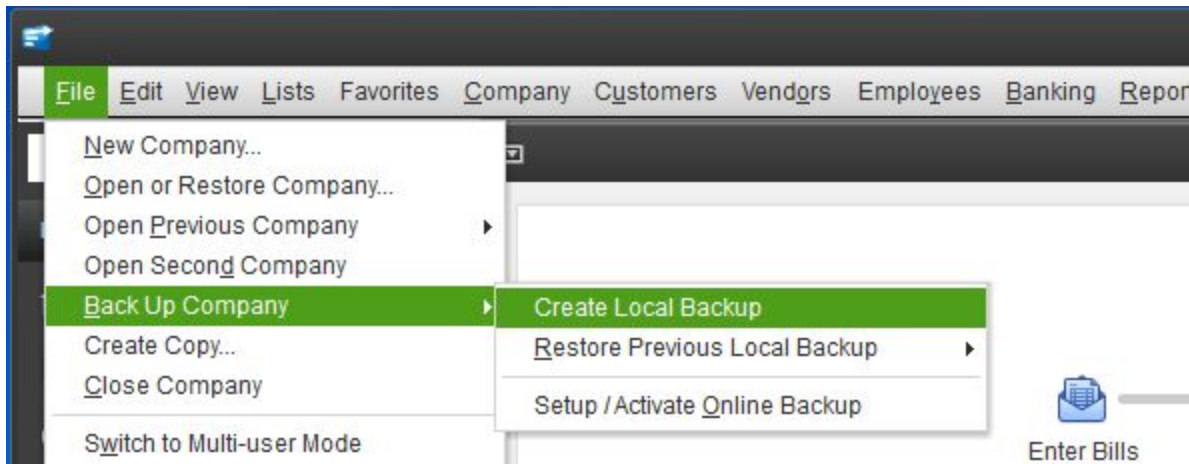 File Edit View Lists Favorites Company Customers Vendors Employees Banking Repor
New Company...
Open or Restore Company...
Open Previous Company
Open Second Company
Back Up Company
Create Local Backup
Create Copy...
Restore Previous Local Backup
Close Company
Setup / Activate Online Backup
Switch to Multi-user Mode
Enter Bills